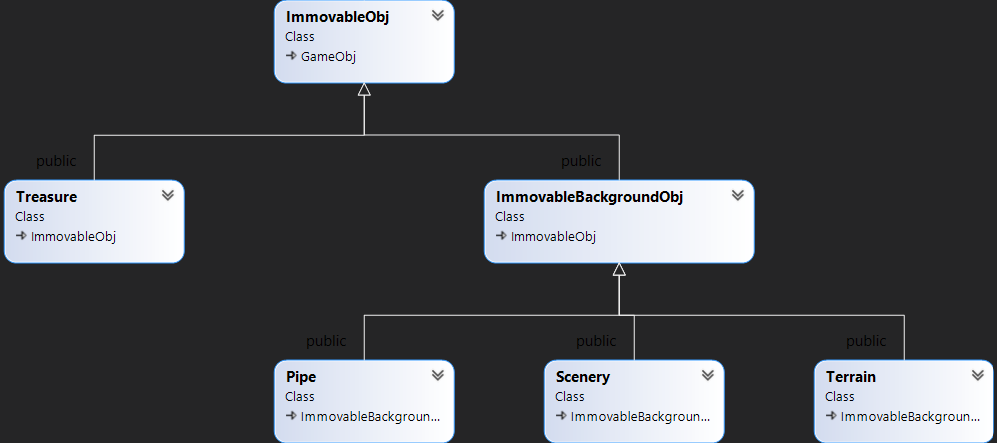 ImmovableObj
Class
GameObj
public
public
Treasure
Class
ImmovableObj
ImmovableBackgroundObj
Class
ImmovableObj
public
public
public
Pipe
Class
ImmovableBackgroun...
Scenery
Class
ImmovableBackgroun...
Terrain
Class
ImmovableBackgroun...